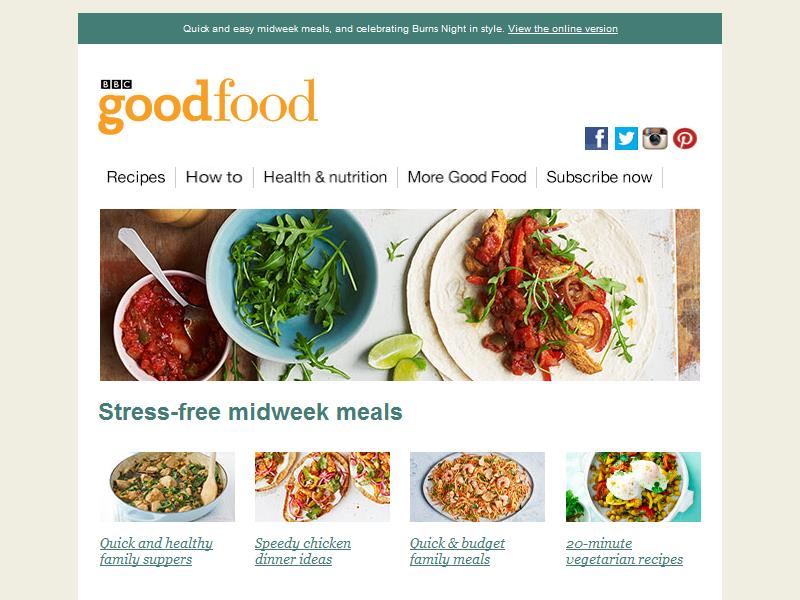 Quick and easy midweek meals, and celebrating Burns Night in style. View the online version
BBC
goodfood
Recipes
How to
Health & nutrition
More Good Food
Subscribe now
Stress-free midweek meals
Quick and healthy
family suppers
Speedy chicken
dinner ideas
Quick & budget
family meals
20-minute
vegetarian recipes